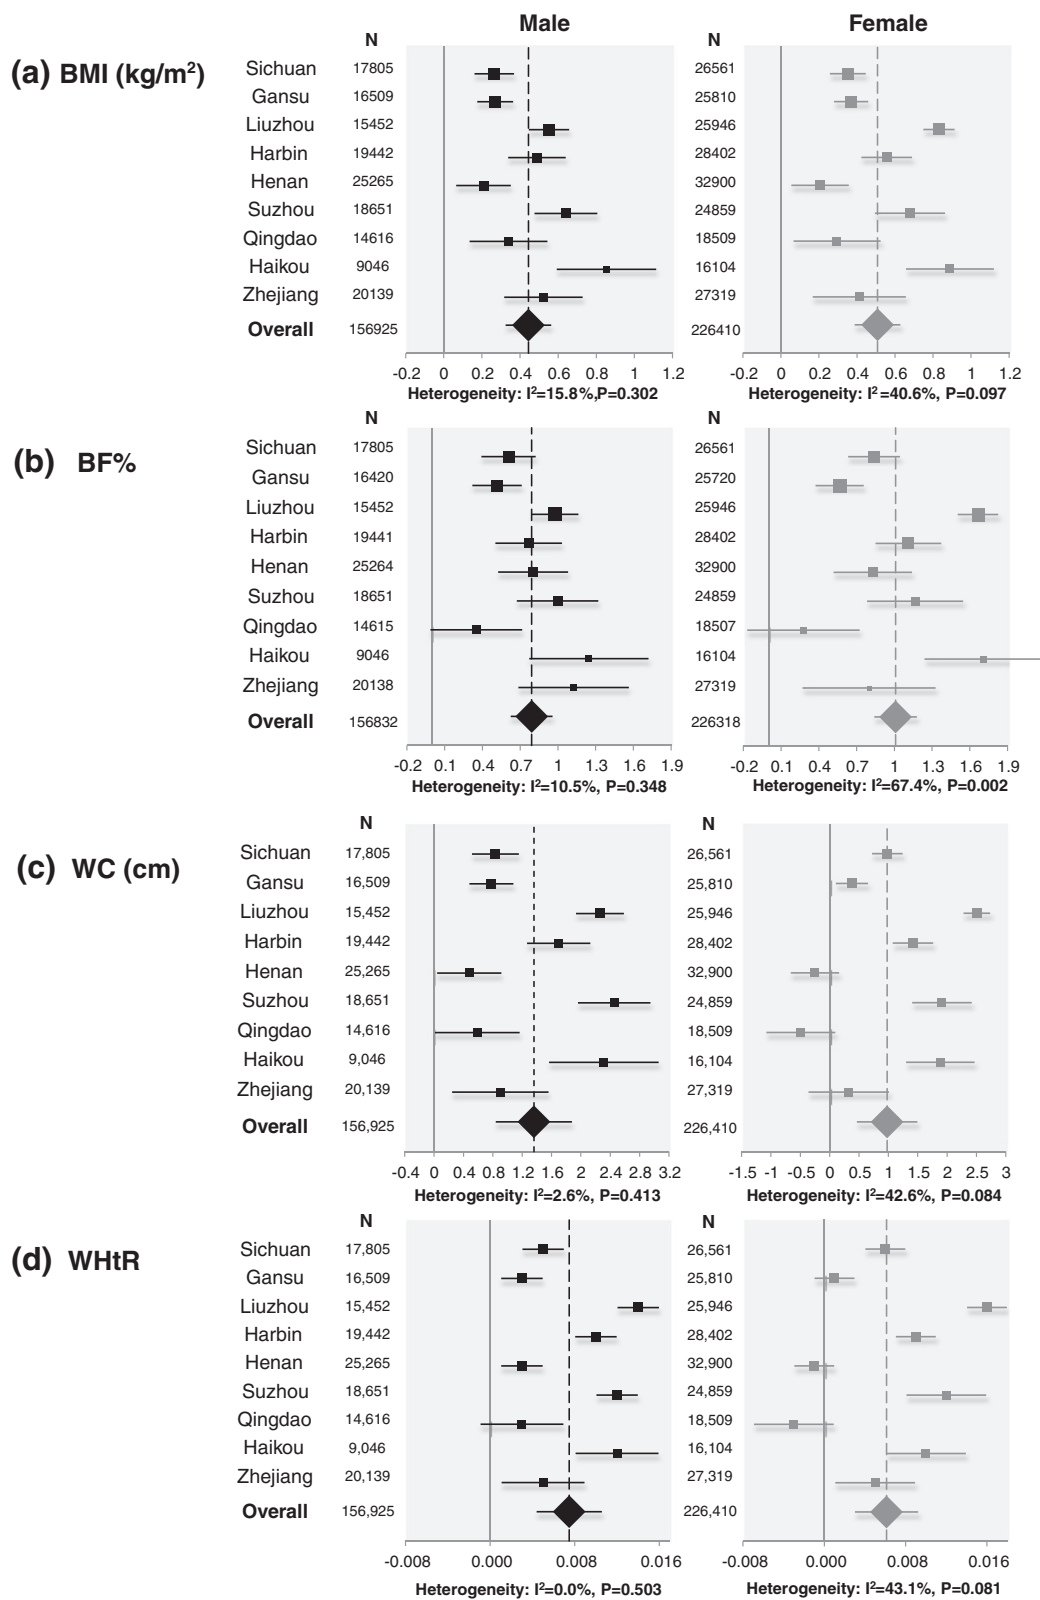 Male Female
N N
(a) BMI (kg/m²)
Sichuan 17805 26561
Gansu 16509 25810
Liuzhou 15452 25946
Harbin 19442 28402
Henan 25265 32900
Suzhou 18651 24859
Qingdao 14616 18509
Haikou 9046 16104
Zhejiang 20139 27319
Overall 156925 226410
-0.2 0 0.2 0.4 0.6 0.8 1 1.2 -0.2 0 0.2 0.4 0.6 0.8 1 1.2
Heterogeneity: I²=15.8%,P=0.302 Heterogeneity: I²=40.6%, P=0.097
N N
(b) BF%
Sichuan 17805 26561
Gansu 16420 25720
Liuzhou 15452 25946
Harbin 19441 28402
Henan 25264 32900
Suzhou 18651 24859
Qingdao 14615 18507
Haikou 9046 16104
Zhejiang 20138 27319
Overall 156832 226318
-0.2 0.1 0.4 0.7 1 1.3 1.6 1.9 -0.2 0.1 0.4 0.7 1 1.3 1.6 1.9
Heterogeneity: I²=10.5%, P=0.348 Heterogeneity: I²=67.4%, P=0.002
N N
(c) WC (cm)
Sichuan 17,805 26,561
Gansu 16,509 25,810
Liuzhou 15,452 25,946
Harbin 19,442 28,402
Henan 25,265 32,900
Suzhou 18,651 24,859
Qingdao 14,616 18,509
Haikou 9,046 16,104
Zhejiang 20,139 27,319
Overall 156,925 226,410
-0.4 0 0.4 0.8 1.2 1.6 2 2.4 2.8 3.2 -1.5 -1 -0.5 0 0.5 1 1.5 2 2.5 3
Heterogeneity: I²=2.6%, P=0.413 Heterogeneity: I²=42.6%, P=0.084
N N
(d) WHtR
Sichuan 17,805 26,561
Gansu 16,509 25,810
Liuzhou 15,452 25,946
Harbin 19,442 28,402
Henan 25,265 32,900
Suzhou 18,651 24,859
Qingdao 14,616 18,509
Haikou 9,046 16,104
Zhejiang 20,139 27,319
Overall 156,925 226,410
-0.008 0.000 0.008 0.016 -0.008 0.000 0.008 0.016
Heterogeneity: I²=0.0%, P=0.503 Heterogeneity: I²=43.1%, P=0.081